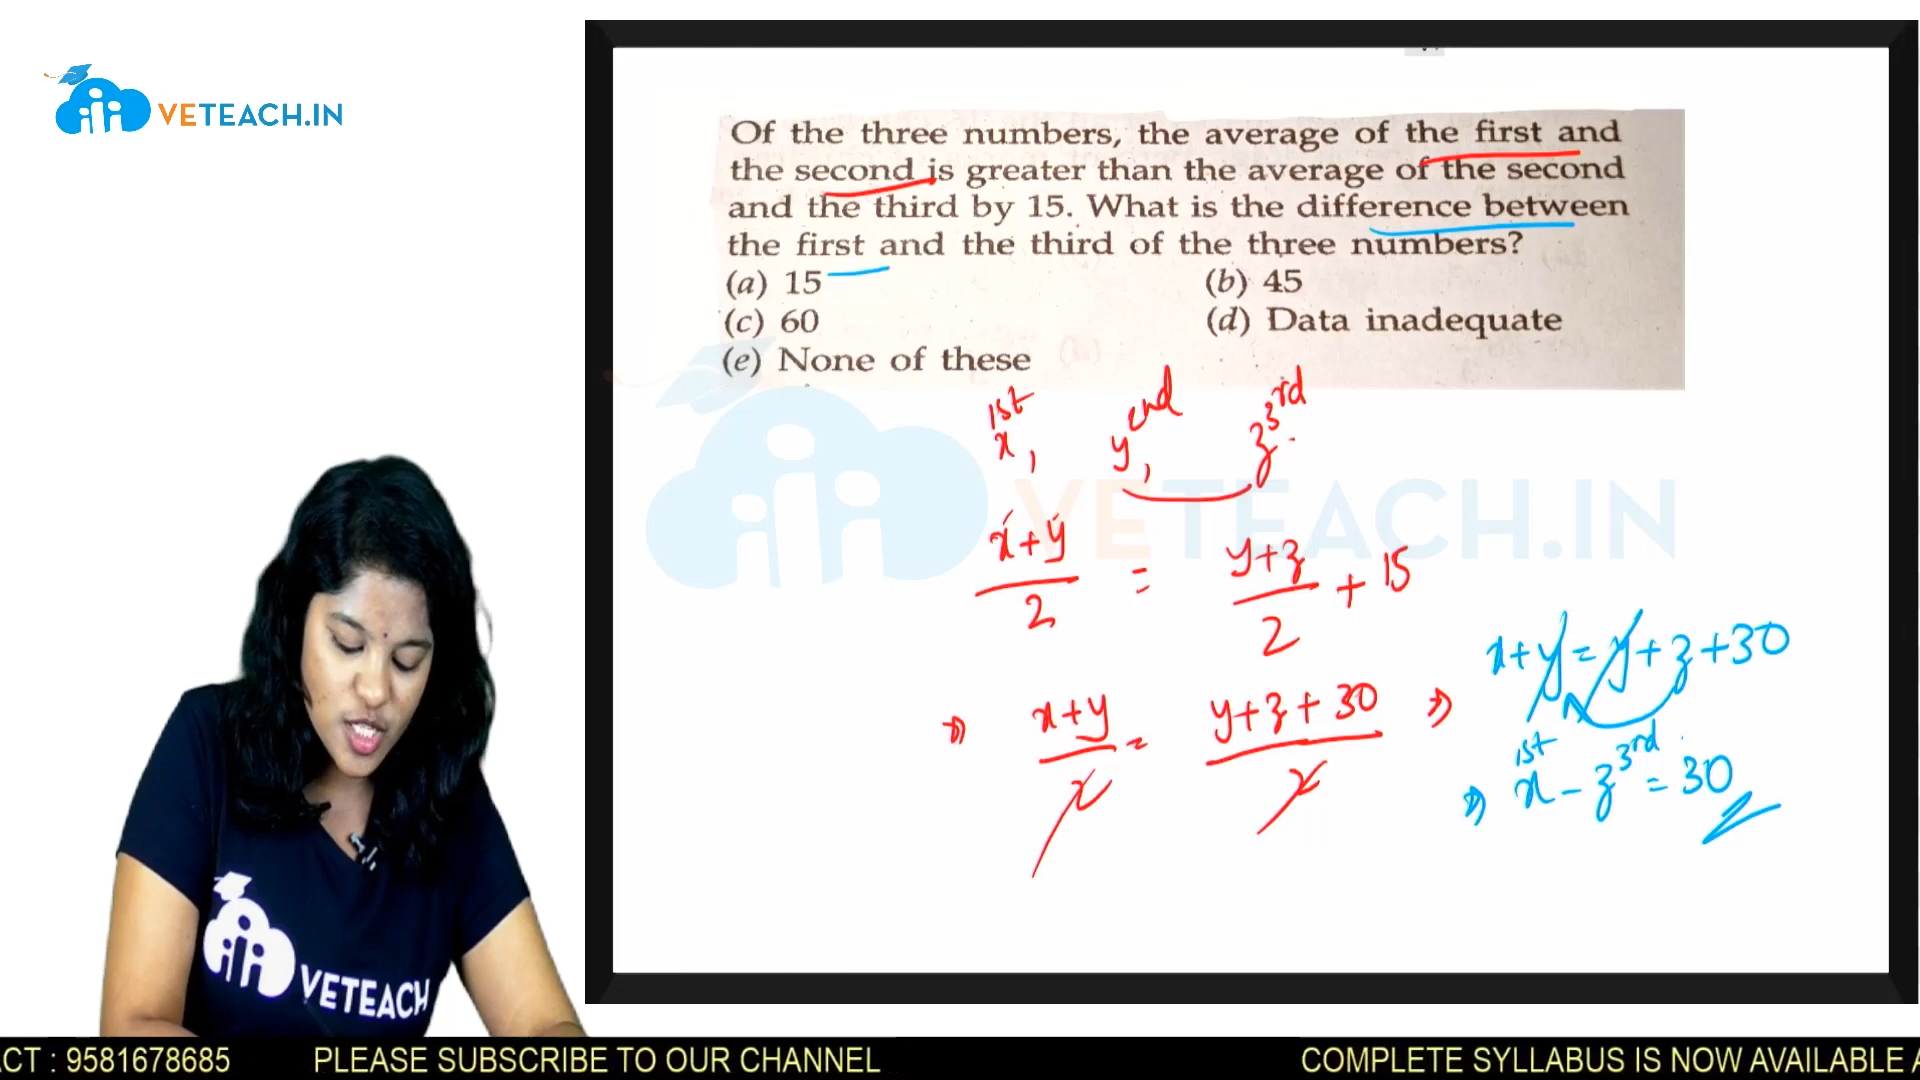 VETEACH.IN
Of the three numbers, the average of the first and
the second is greater than the average of the second
and the third by 15. What is the difference between
the first and the third of the three numbers?
(a) 15 (b) 45
(c) 60 (d) Data inadequate
(e) None of these
1st 2nd 3rd
x, y, z
VETEACH.IN
x+y/2 = y+z/2 + 15
⇒ x+y/2 = y+z+30/2 ⇒ x+y = y+z+30
1st 3rd
⇒ x - z = 30
VETEACH
ACT : 9581678685 PLEASE SUBSCRIBE TO OUR CHANNEL COMPLETE SYLLABUS IS NOW AVAILABLE A